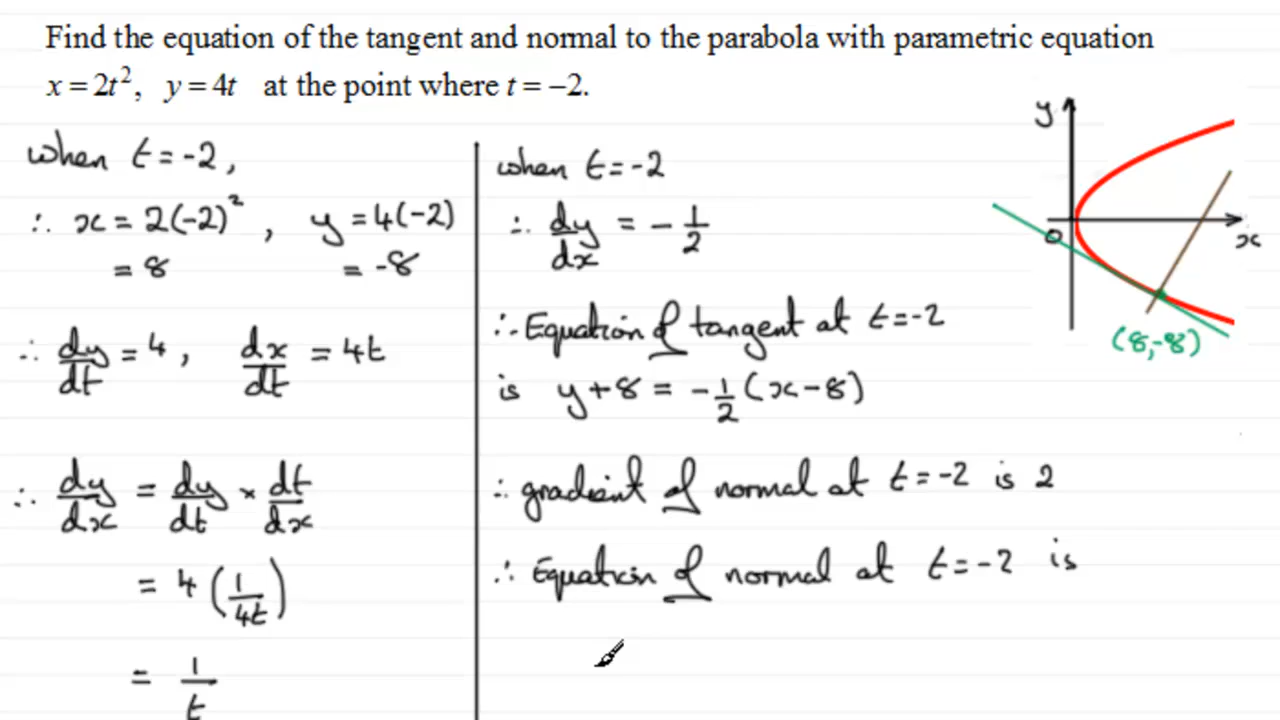 Find the equation of the tangent and normal to the parabola with parametric equation
x = 2t², y = 4t at the point where t = −2.
when t = -2,
∴ x = 2(-2)², y = 4(-2)
= 8 = -8
∴ dy/dt = 4, dx/dt = 4t
∴ dy/dx = dy/dt × dt/dx
= 4 (1/4t)
= 1/t
when t = -2
∴ dy/dx = - 1/2
∴ Equation of tangent at t = -2
is y + 8 = - 1/2 (x - 8)
∴ gradient of normal at t = -2 is 2
∴ Equation of normal at t = -2 is
y
O
x
(8, -8)